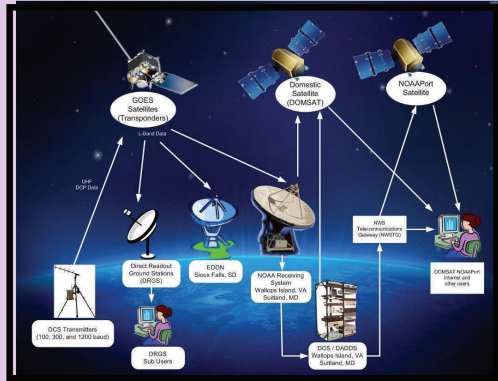 GOES
Satellites
(Transponders)
Domestic
Satellite
(DOMSAT)
NOAAPort
Satellite
L-Band Data
UHF
DCP Data
NWS
Telecommunications
Gateway (NWSTG)
Direct Readout
Ground Stations
(DRGS)
EDDN
Sioux Falls, SD
NOAA Receiving
System
Wallops Island, VA
Suitland, MD
DOMSAT NOAAPort
Internet and
other users
DCS Transmitters
(100, 300, and 1200 baud)
DRGS
Sub Users
DCS / DADDS
Wallops Island, VA
Suitland, MD